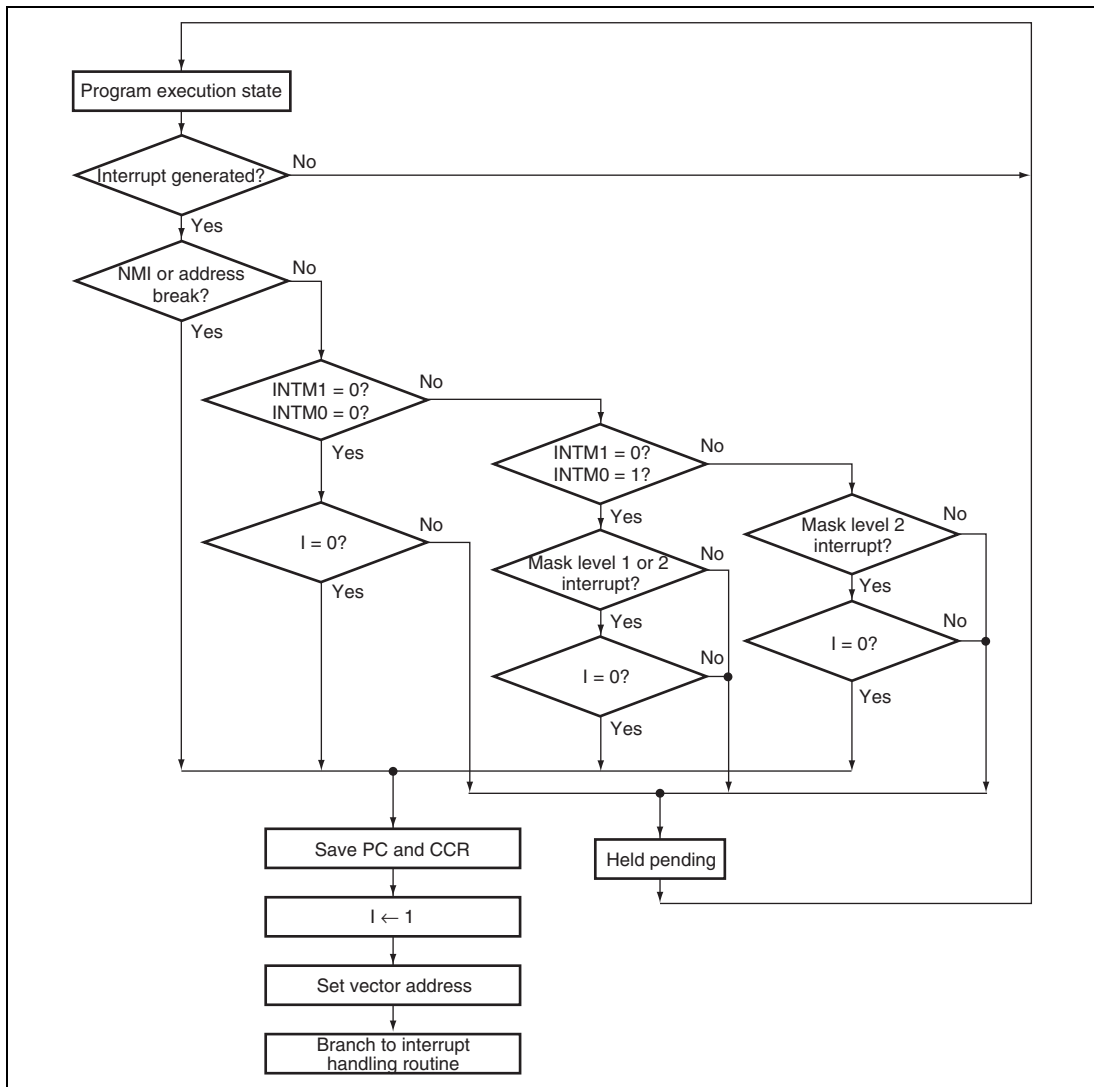 Program execution state
Interrupt generated?
No
Yes
NMI or address
break?
No
Yes
INTM1 = 0?
INTM0 = 0?
No
Yes
INTM1 = 0?
INTM0 = 1?
No
Yes
I = 0?
No
Yes
Mask level 1 or 2
interrupt?
No
Yes
Mask level 2
interrupt?
No
Yes
I = 0?
No
Yes
I = 0?
No
Yes
Save PC and CCR
Held pending
I ← 1
Set vector address
Branch to interrupt
handling routine